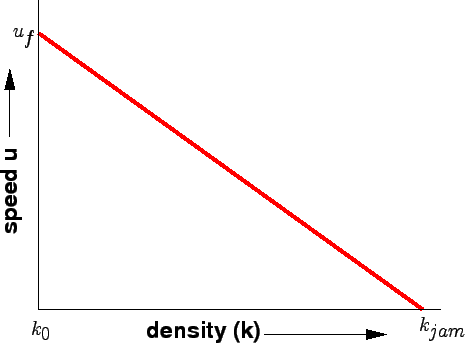 u_f
speed u
k_0
density (k)
k_jam